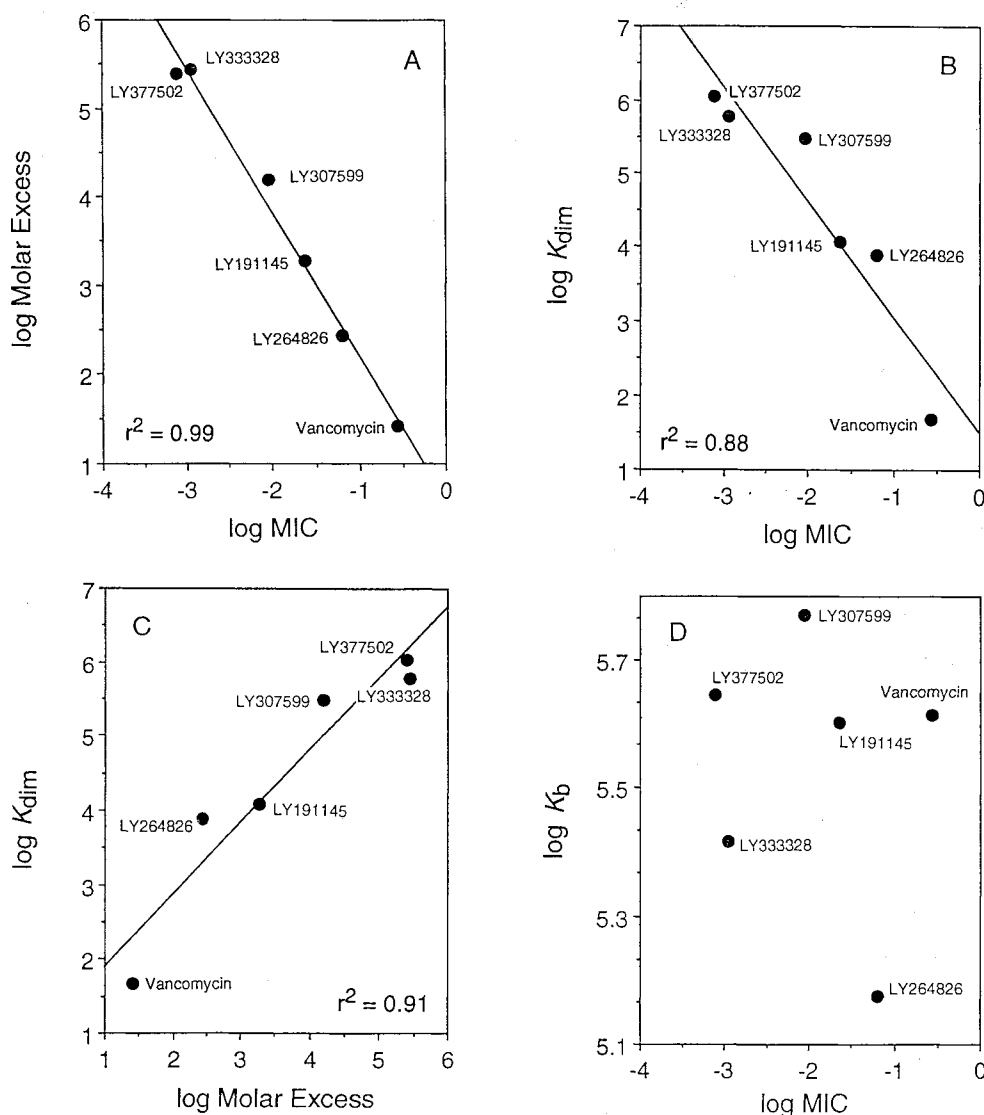 A
log Molar Excess
6
5
4
3
2
1
LY333328
LY377502
LY307599
LY191145
LY264826
Vancomycin
r² = 0.99
-4 -3 -2 -1 0
log MIC
B
log Kdim
7
6
5
4
3
2
1
LY377502
LY333328
LY307599
LY191145
LY264826
Vancomycin
r² = 0.88
-4 -3 -2 -1 0
log MIC
C
log Kdim
7
6
5
4
3
2
1
LY377502
LY307599
LY333328
LY264826
LY191145
Vancomycin
r² = 0.91
1 2 3 4 5 6
log Molar Excess
D
log Kb
5.7
5.5
5.3
5.1
LY307599
LY377502
Vancomycin
LY191145
LY333328
LY264826
-4 -3 -2 -1 0
log MIC